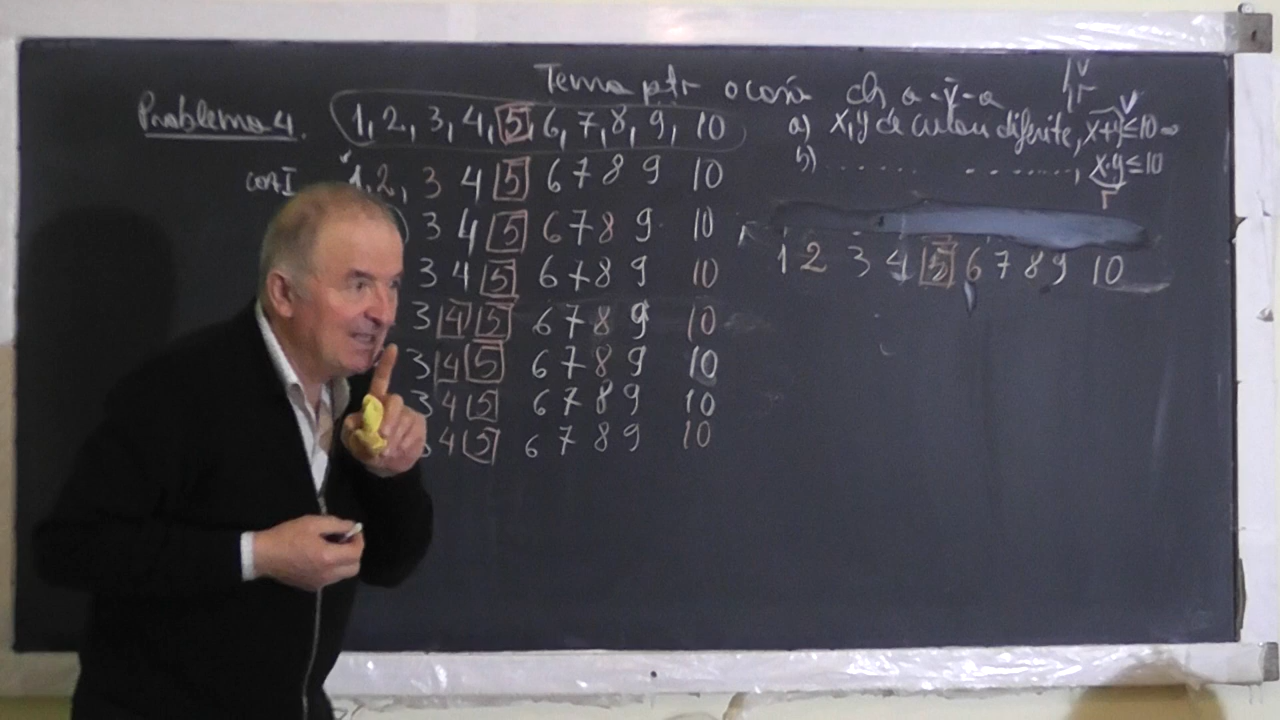 Tema ptr acasă cls a-V-a
V
r
Problema 4. 1, 2, 3, 4, 5, 6, 7, 8, 9, 10
a) x, y de culori diferite, x+y ≤ 10
V
caz I 1, 2, 3 4 5 6 7 8 9 10
b) ..... ......, x·y ≤ 10
r
3 4 5 6 7 8 9 10
1 2 3 4 5 6 7 8 9 10
3 4 5 6 7 8 9 10
3 4 5 6 7 8 9 10
3 4 5 6 7 8 9 10
3 4 5 6 7 8 9 10
3 4 5 6 7 8 9 10